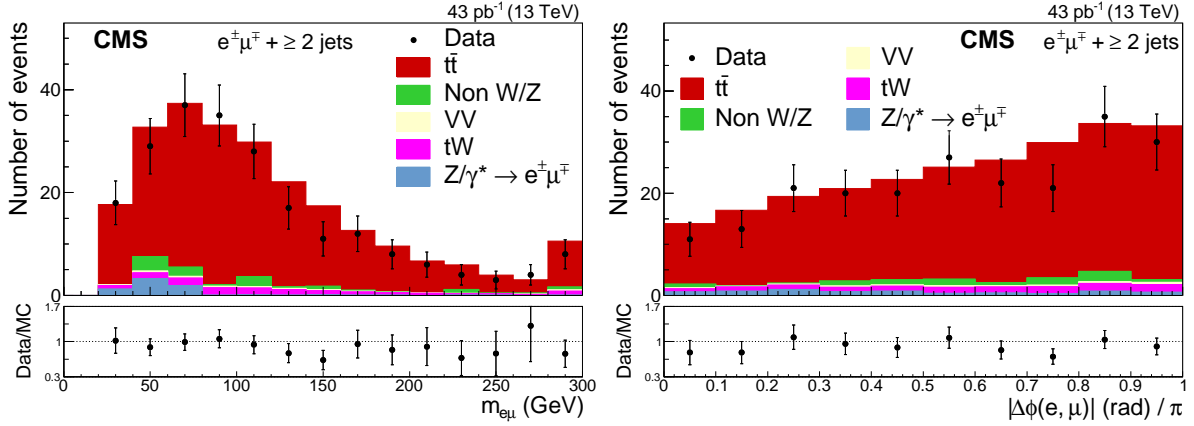 43 pb⁻¹ (13 TeV)
CMS
e±μ∓ + ≥ 2 jets
Data
tt̄
Non W/Z
VV
tW
Z/γ* → e±μ∓
Number of events
40
20
0
Data/MC
1.7
1
0.3
0 50 100 150 200 250 300
m_eμ (GeV)
43 pb⁻¹ (13 TeV)
CMS
e±μ∓ + ≥ 2 jets
Data
tt̄
Non W/Z
VV
tW
Z/γ* → e±μ∓
Number of events
40
20
0
Data/MC
1.7
1
0.3
0 0.1 0.2 0.3 0.4 0.5 0.6 0.7 0.8 0.9 1
|Δϕ(e, μ)| (rad) / π